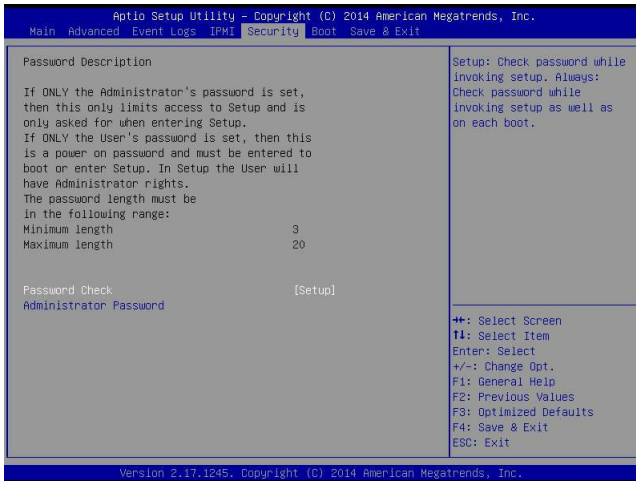 Aptio Setup Utility – Copyright (C) 2014 American Megatrends, Inc.
Main Advanced Event Logs IPMI Security Boot Save & Exit
Password Description
If ONLY the Administrator's password is set,
then this only limits access to Setup and is
only asked for when entering Setup.
If ONLY the User's password is set, then this
is a power on password and must be entered to
boot or enter Setup. In Setup the User will
have Administrator rights.
The password length must be
in the following range:
Minimum length 3
Maximum length 20
Password Check [Setup]
Administrator Password
Setup: Check password while
invoking setup. Always:
Check password while
invoking setup as well as
on each boot.
→←: Select Screen
↑↓: Select Item
Enter: Select
+/-: Change Opt.
F1: General Help
F2: Previous Values
F3: Optimized Defaults
F4: Save & Exit
ESC: Exit
Version 2.17.1245. Copyright (C) 2014 American Megatrends, Inc.